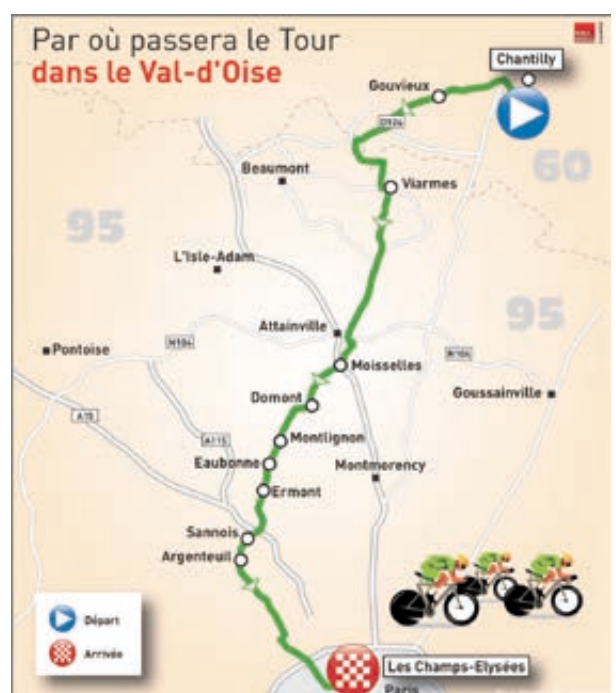 Par où passera le Tour
dans le Val-d'Oise
Chantilly
Gouvieux
D924
60
Beaumont
Viarmes
95
L'Isle-Adam
Attainville
95
N104
N104
Pontoise
Moisselles
Goussainville
Domont
A15
A115
Montlignon
Eaubonne
Montmorency
Ermont
Sannois
Argenteuil
Départ
Arrivée
Les Champs-Elysées
Paris